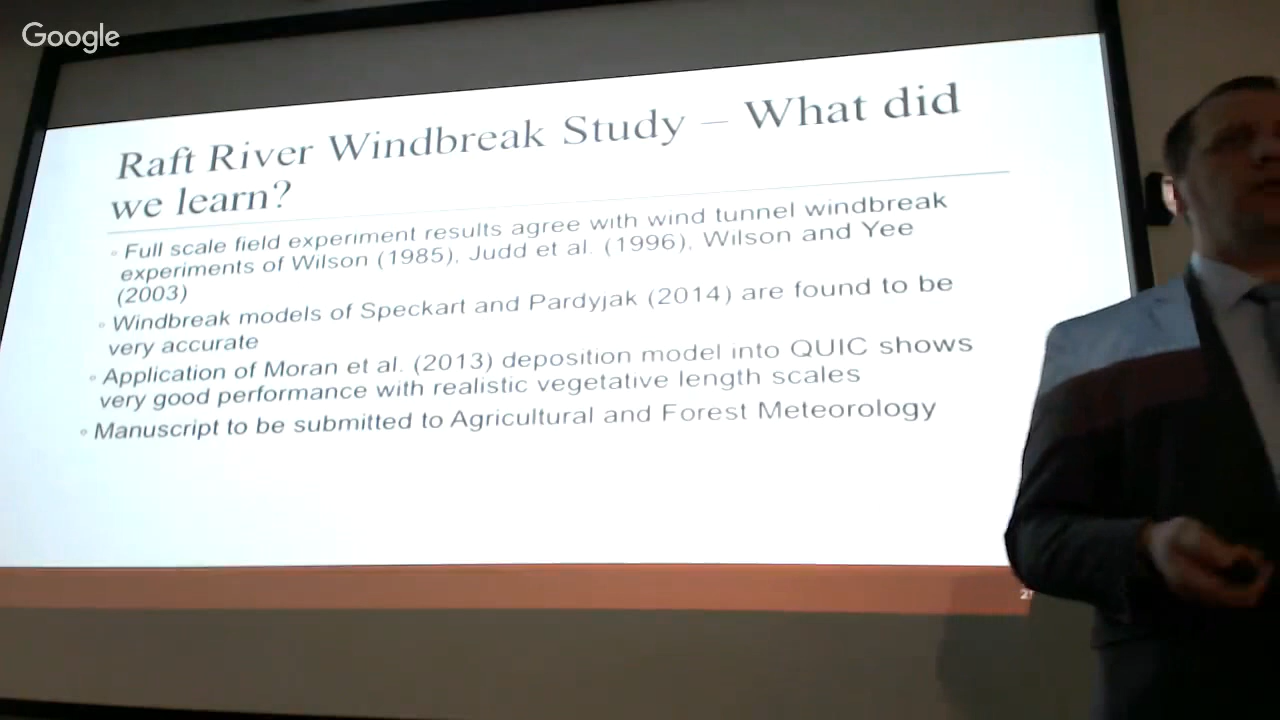 Google
Raft River Windbreak Study – What did
we learn?
Full scale field experiment results agree with wind tunnel windbreak
experiments of Wilson (1985), Judd et al. (1996), Wilson and Yee
(2003)
Windbreak models of Speckart and Pardyjak (2014) are found to be
very accurate
Application of Moran et al. (2013) deposition model into QUIC shows
very good performance with realistic vegetative length scales
Manuscript to be submitted to Agricultural and Forest Meteorology